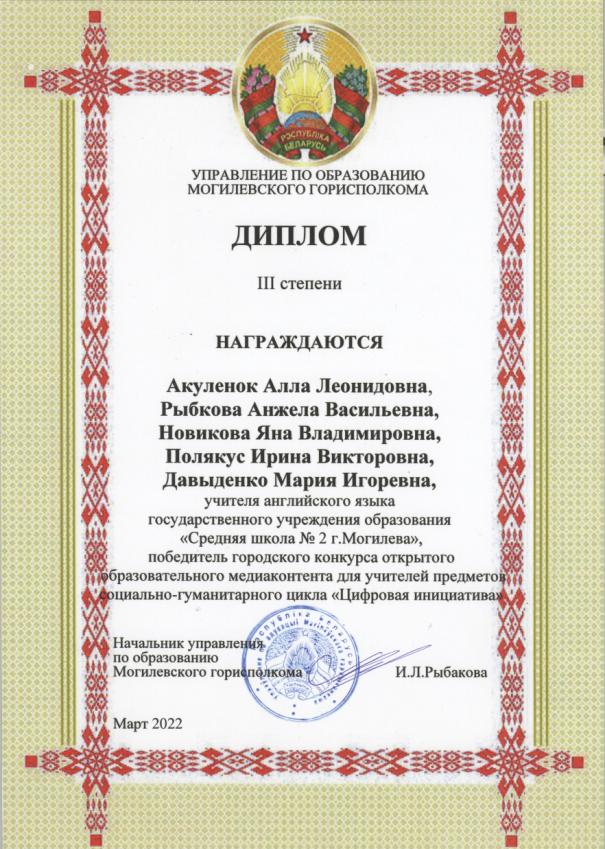 РЭСПУБЛІКА
БЕЛАРУСЬ
УПРАВЛЕНИЕ ПО ОБРАЗОВАНИЮ
МОГИЛЕВСКОГО ГОРИСПОЛКОМА
ДИПЛОМ
III степени
НАГРАЖДАЮТСЯ
Акуленок Алла Леонидовна,
Рыбкова Анжела Васильевна,
Новикова Яна Владимировна,
Полякус Ирина Викторовна,
Давыденко Мария Игоревна,
учителя английского языка
государственного учреждения образования
«Средняя школа № 2 г.Могилева»,
победитель городского конкурса открытого
образовательного медиаконтента для учителей предметов
социально-гуманитарного цикла «Цифровая инициатива»
Начальник управления
по образованию
Могилевского горисполкома И.Л.Рыбакова
Март 2022